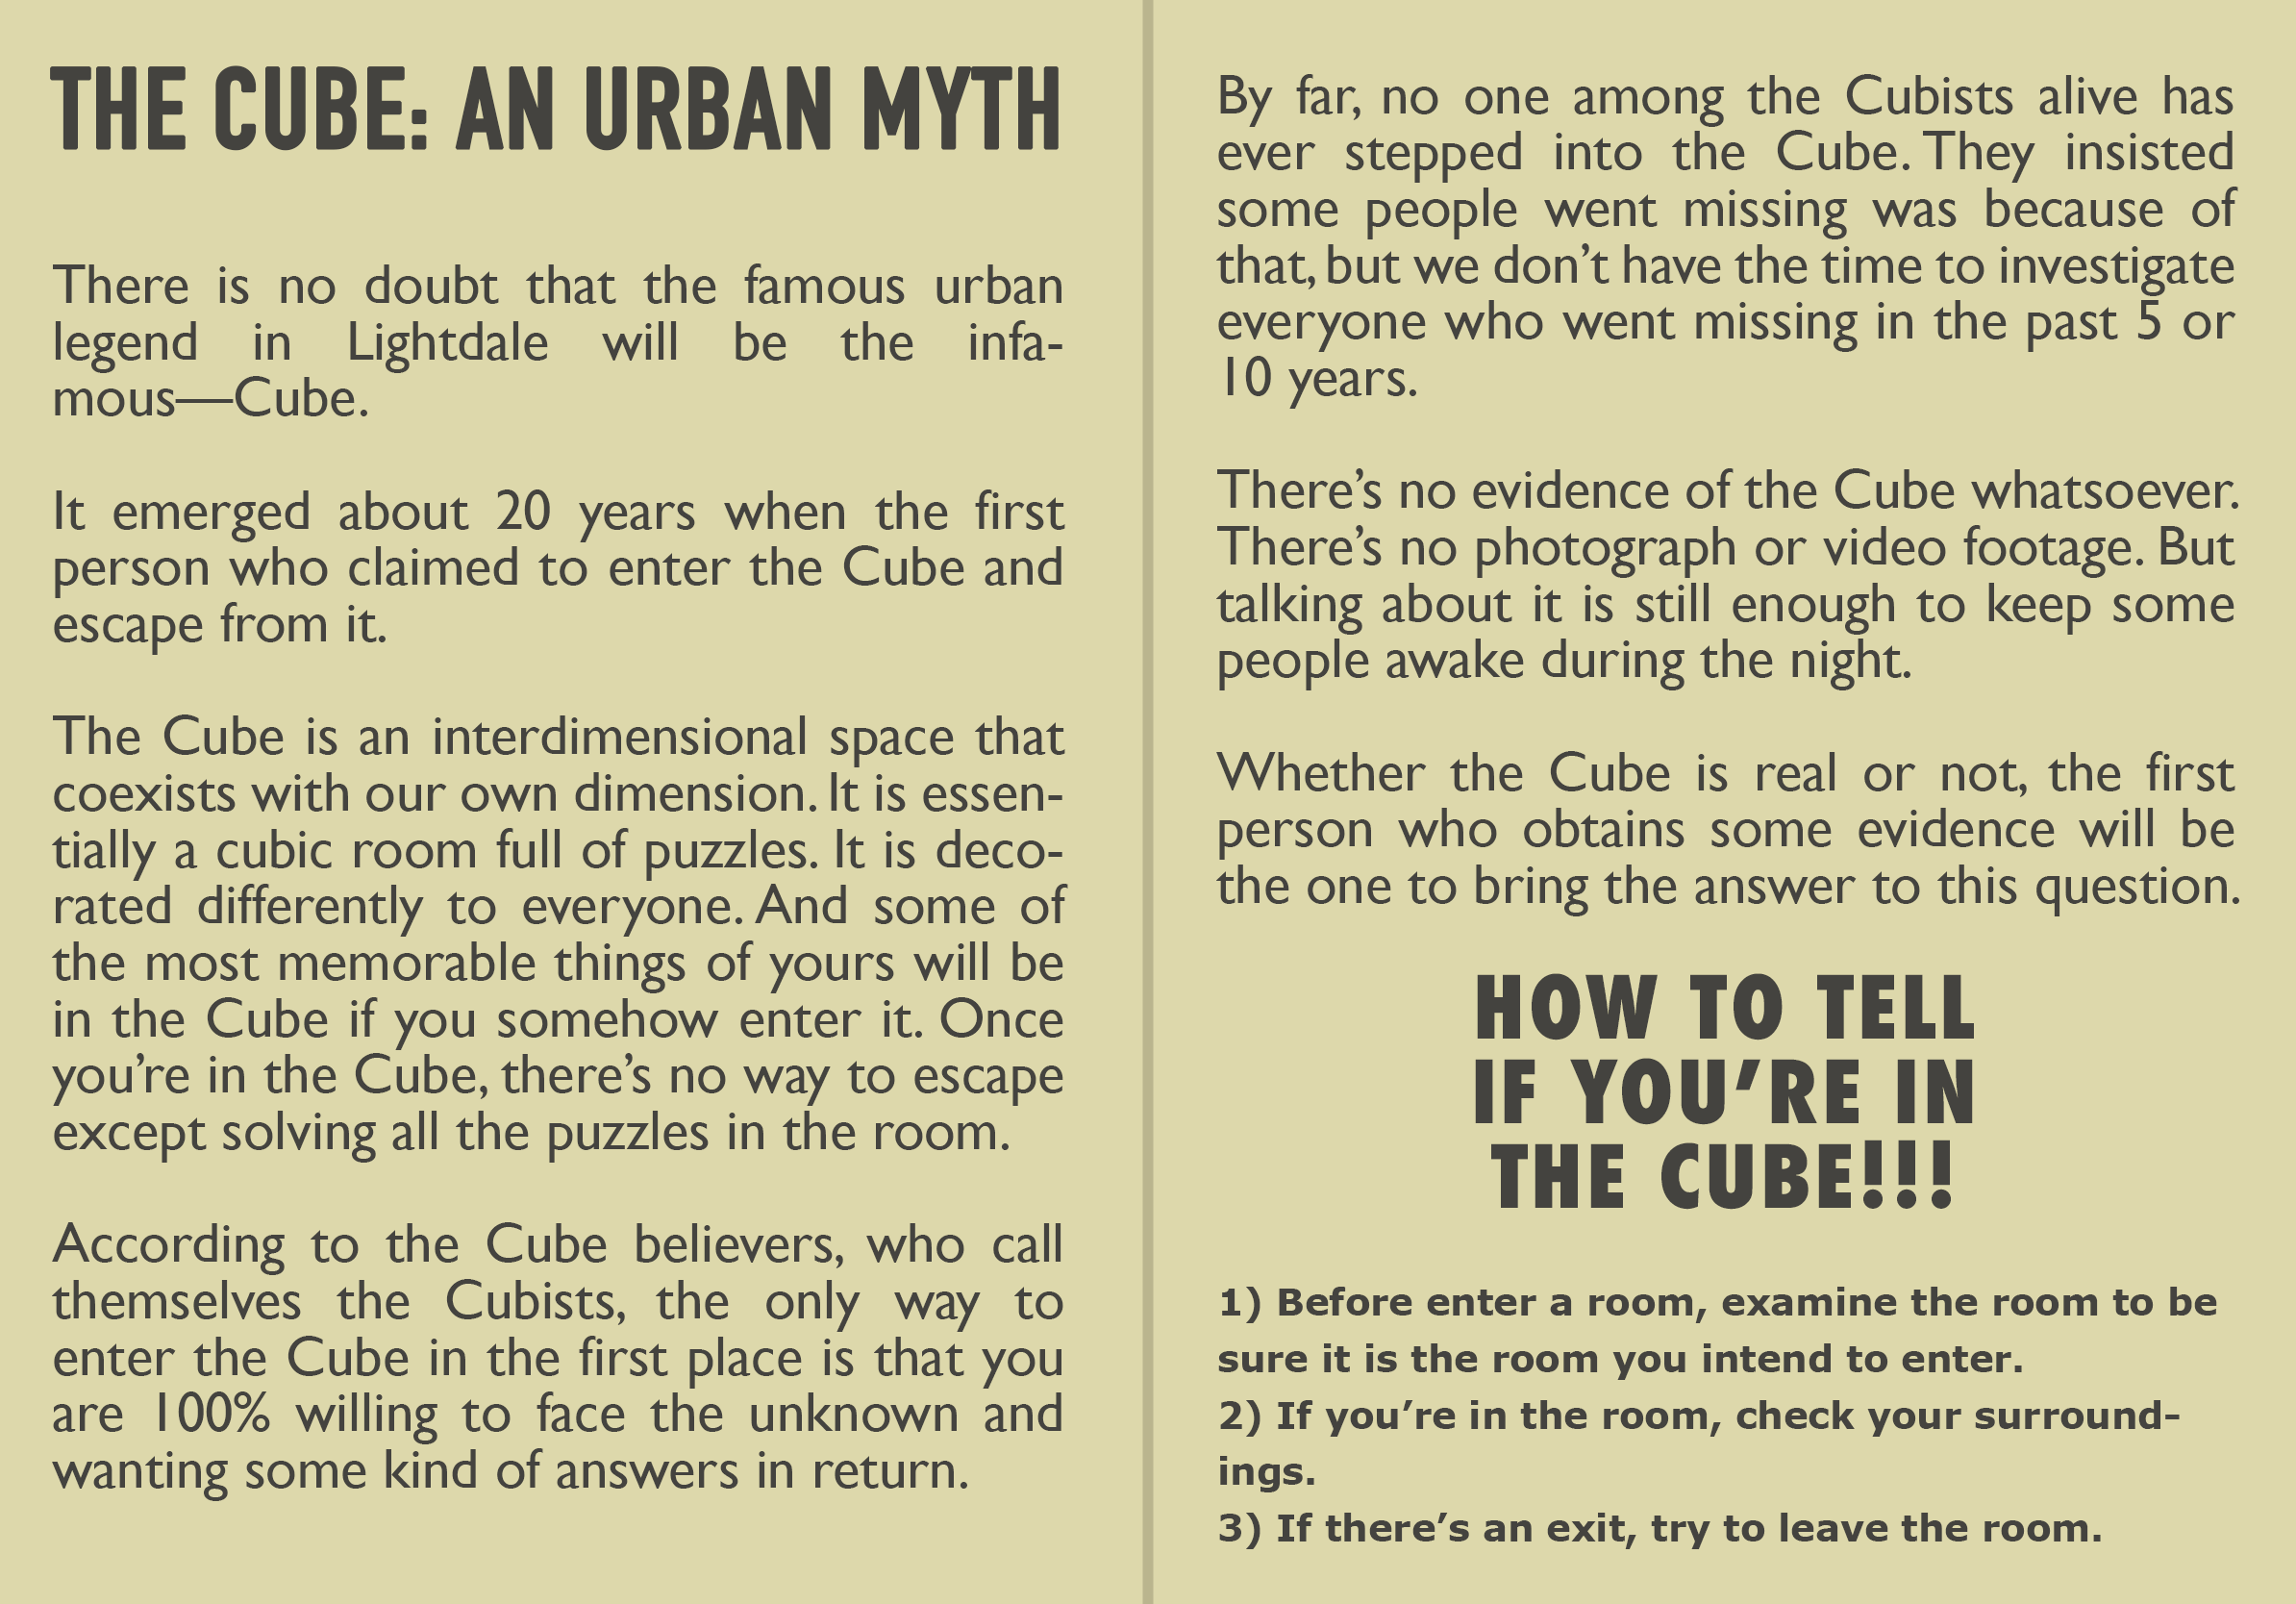 THE CUBE: AN URBAN MYTH
There is no doubt that the famous urban
legend in Lightdale will be the infa-
mous—Cube.
It emerged about 20 years when the first
person who claimed to enter the Cube and
escape from it.
The Cube is an interdimensional space that
coexists with our own dimension. It is essen-
tially a cubic room full of puzzles. It is deco-
rated differently to everyone. And some of
the most memorable things of yours will be
in the Cube if you somehow enter it. Once
you’re in the Cube, there’s no way to escape
except solving all the puzzles in the room.
According to the Cube believers, who call
themselves the Cubists, the only way to
enter the Cube in the first place is that you
are 100% willing to face the unknown and
wanting some kind of answers in return.
By far, no one among the Cubists alive has
ever stepped into the Cube. They insisted
some people went missing was because of
that, but we don’t have the time to investigate
everyone who went missing in the past 5 or
10 years.
There’s no evidence of the Cube whatsoever.
There’s no photograph or video footage. But
talking about it is still enough to keep some
people awake during the night.
Whether the Cube is real or not, the first
person who obtains some evidence will be
the one to bring the answer to this question.
HOW TO TELL
IF YOU’RE IN
THE CUBE!!!
1) Before enter a room, examine the room to be
sure it is the room you intend to enter.
2) If you’re in the room, check your surround-
ings.
3) If there’s an exit, try to leave the room.